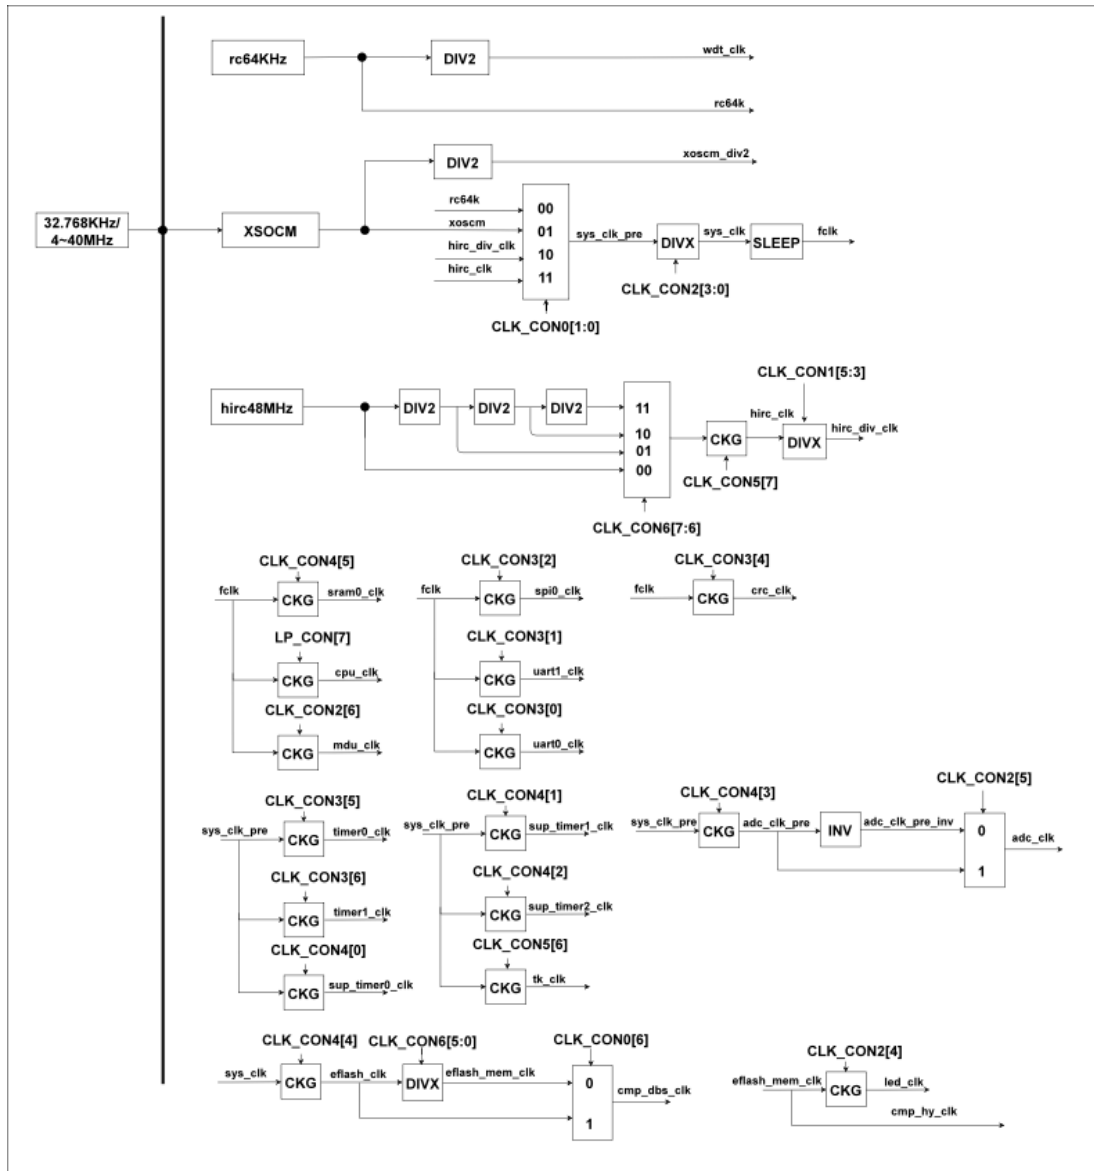 rc64KHz
DIV2
wdt_clk
rc64k
DIV2
xoscm_div2
32.768KHz/
4~40MHz
XSOCM
rc64k
xoscm
hirc_div_clk
hirc_clk
00
01
10
11
sys_clk_pre
DIVX
sys_clk
SLEEP
fclk
CLK_CON2[3:0]
CLK_CON0[1:0]
CLK_CON1[5:3]
hirc48MHz
DIV2
DIV2
DIV2
11
10
01
00
CKG
hirc_clk
DIVX
hirc_div_clk
CLK_CON5[7]
CLK_CON6[7:6]
CLK_CON4[5]
fclk
CKG
sram0_clk
LP_CON[7]
CKG
cpu_clk
CLK_CON2[6]
CKG
mdu_clk
CLK_CON3[2]
fclk
CKG
spi0_clk
CLK_CON3[1]
CKG
uart1_clk
CLK_CON3[0]
CKG
uart0_clk
CLK_CON3[4]
fclk
CKG
crc_clk
CLK_CON3[5]
sys_clk_pre
CKG
timer0_clk
CLK_CON3[6]
CKG
timer1_clk
CLK_CON4[0]
CKG
sup_timer0_clk
CLK_CON4[1]
sys_clk_pre
CKG
sup_timer1_clk
CLK_CON4[2]
CKG
sup_timer2_clk
CLK_CON5[6]
CKG
tk_clk
CLK_CON4[3]
sys_clk_pre
CKG
adc_clk_pre
INV
adc_clk_pre_inv
CLK_CON2[5]
0
1
adc_clk
CLK_CON4[4]
sys_clk
CKG
eflash_clk
CLK_CON6[5:0]
DIVX
eflash_mem_clk
CLK_CON0[6]
0
1
cmp_dbs_clk
CLK_CON2[4]
eflash_mem_clk
CKG
led_clk
cmp_hy_clk